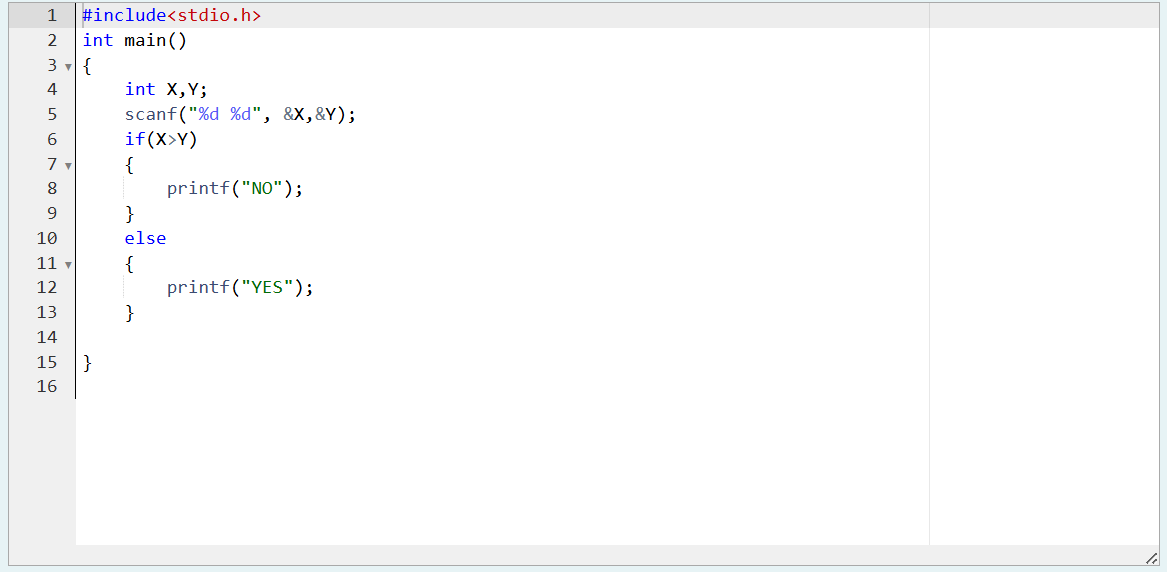 1 #include<stdio.h>
2 int main()
3 {
4     int X,Y;
5     scanf("%d %d", &X,&Y);
6     if(X>Y)
7     {
8         printf("NO");
9     }
10     else
11     {
12         printf("YES");
13     }
14
15 }
16